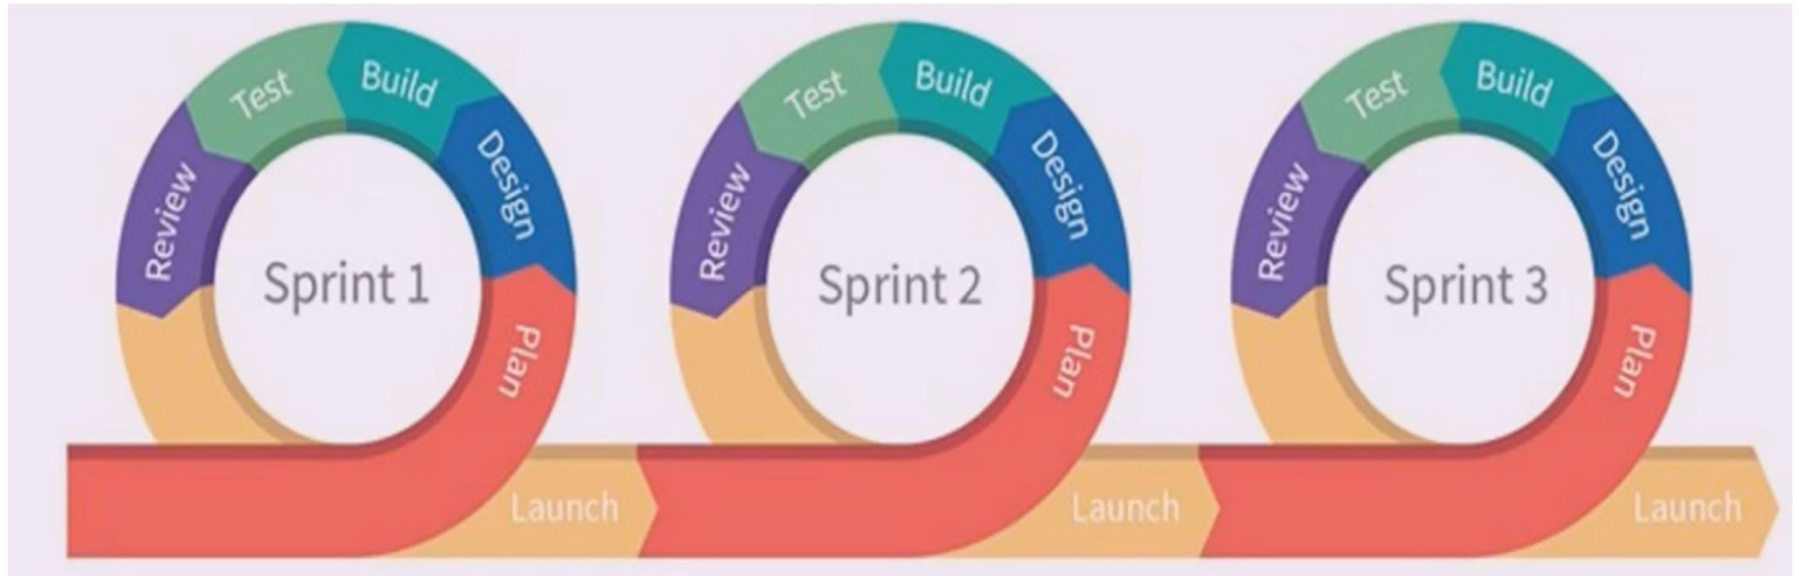 Test
Build
Design
Review
Sprint 1
Plan
Launch
Test
Build
Design
Review
Sprint 2
Plan
Launch
Test
Build
Design
Review
Sprint 3
Plan
Launch